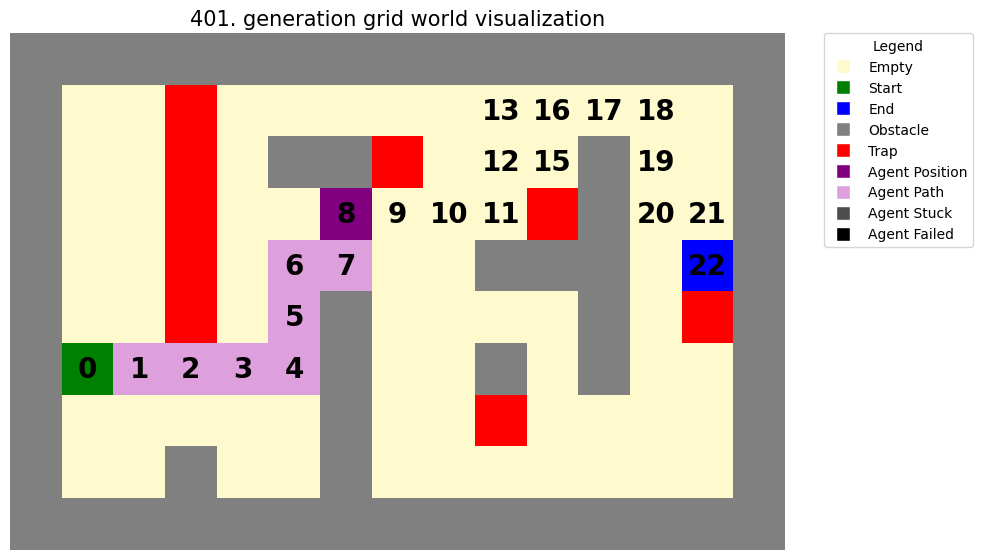 401. generation grid world visualization
Legend
Empty
Start
End
Obstacle
Trap
Agent Position
Agent Path
Agent Stuck
Agent Failed
13 16 17 18
12 15 19
8 9 10 11 20 21
6 7 22
5
0 1 2 3 4